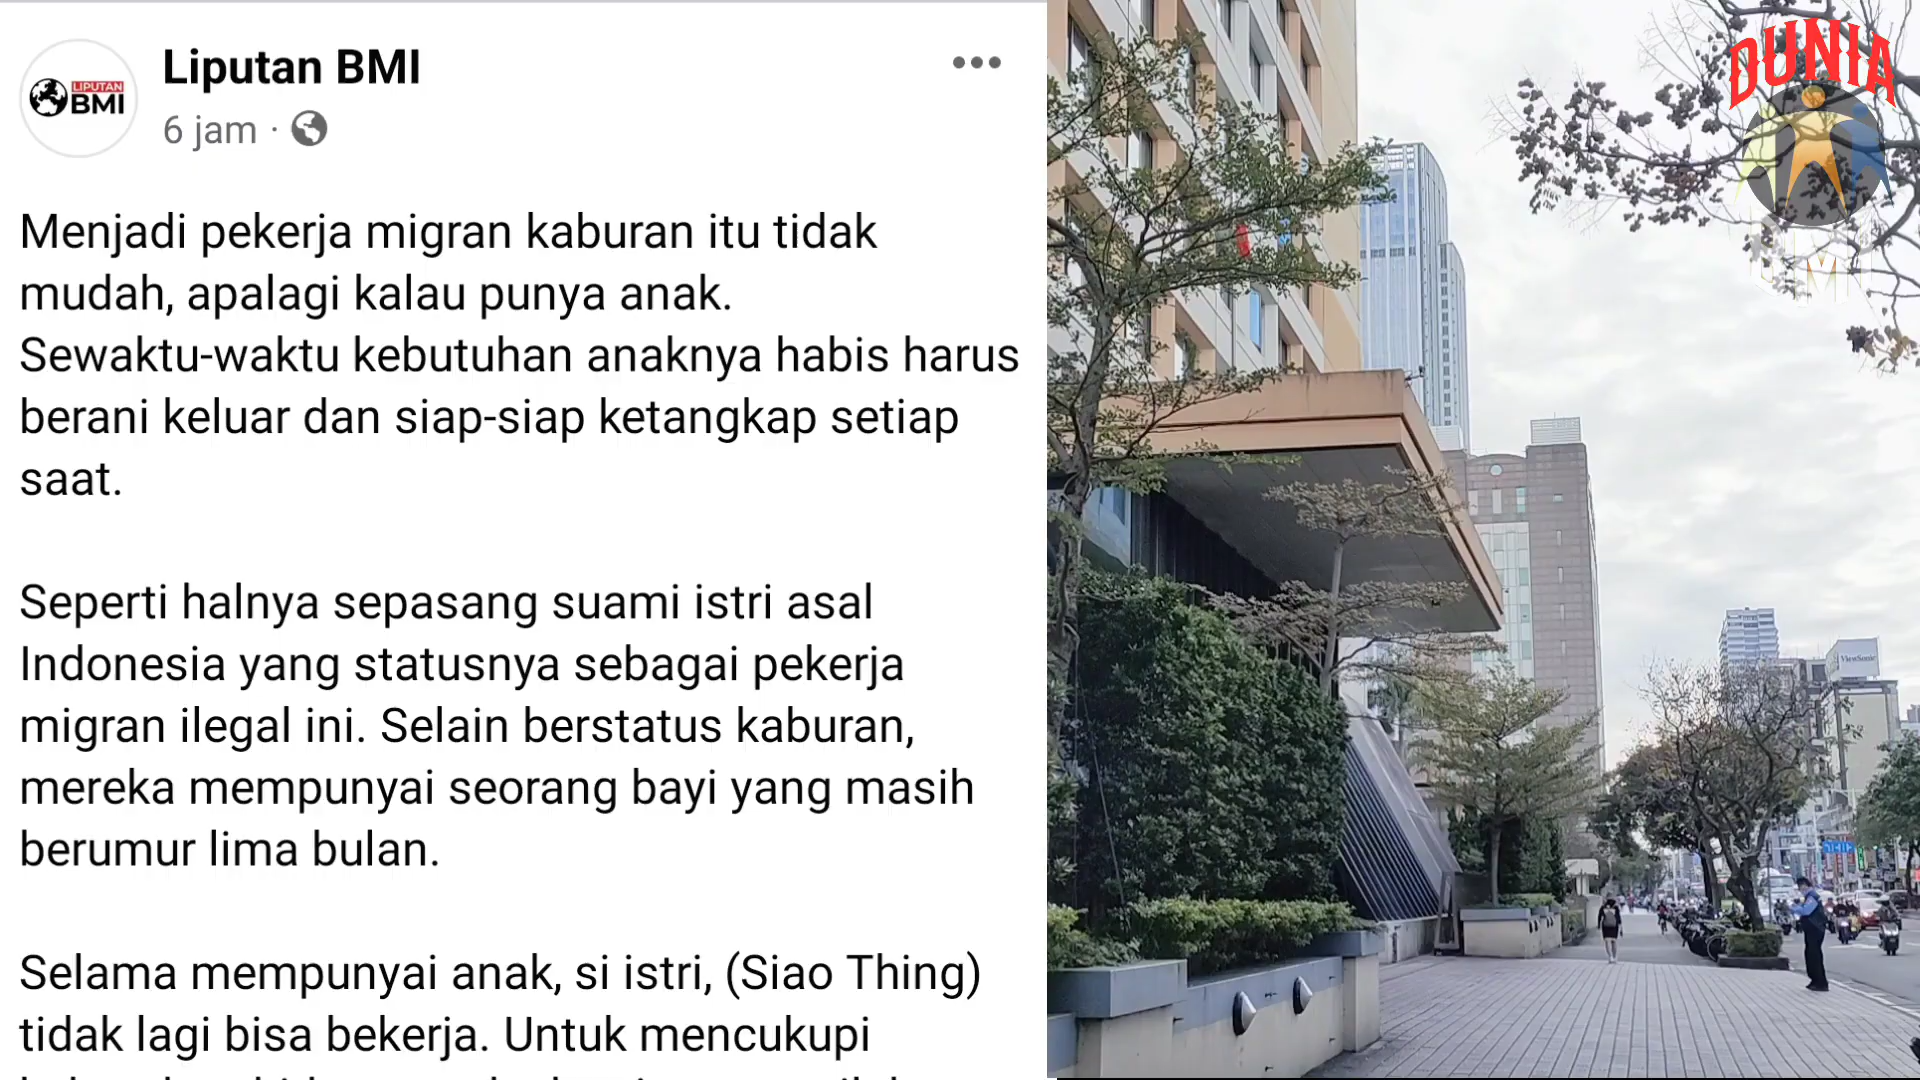 Liputan BMI
LIPUTAN
BMI
6 jam ·
Menjadi pekerja migran kaburan itu tidak
mudah, apalagi kalau punya anak.
Sewaktu-waktu kebutuhan anaknya habis harus
berani keluar dan siap-siap ketangkap setiap
saat.
Seperti halnya sepasang suami istri asal
Indonesia yang statusnya sebagai pekerja
migran ilegal ini. Selain berstatus kaburan,
mereka mempunyai seorang bayi yang masih
berumur lima bulan.
Selama mempunyai anak, si istri, (Siao Thing)
tidak lagi bisa bekerja. Untuk mencukupi
DUNIA
ViewSonic